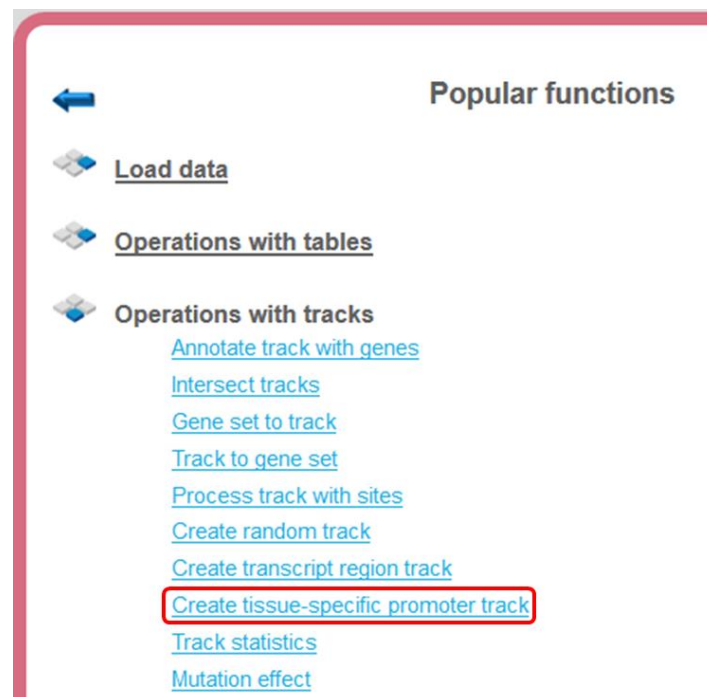 Popular functions
Load data
Operations with tables
Operations with tracks
Annotate track with genes
Intersect tracks
Gene set to track
Track to gene set
Process track with sites
Create random track
Create transcript region track
Create tissue-specific promoter track
Track statistics
Mutation effect